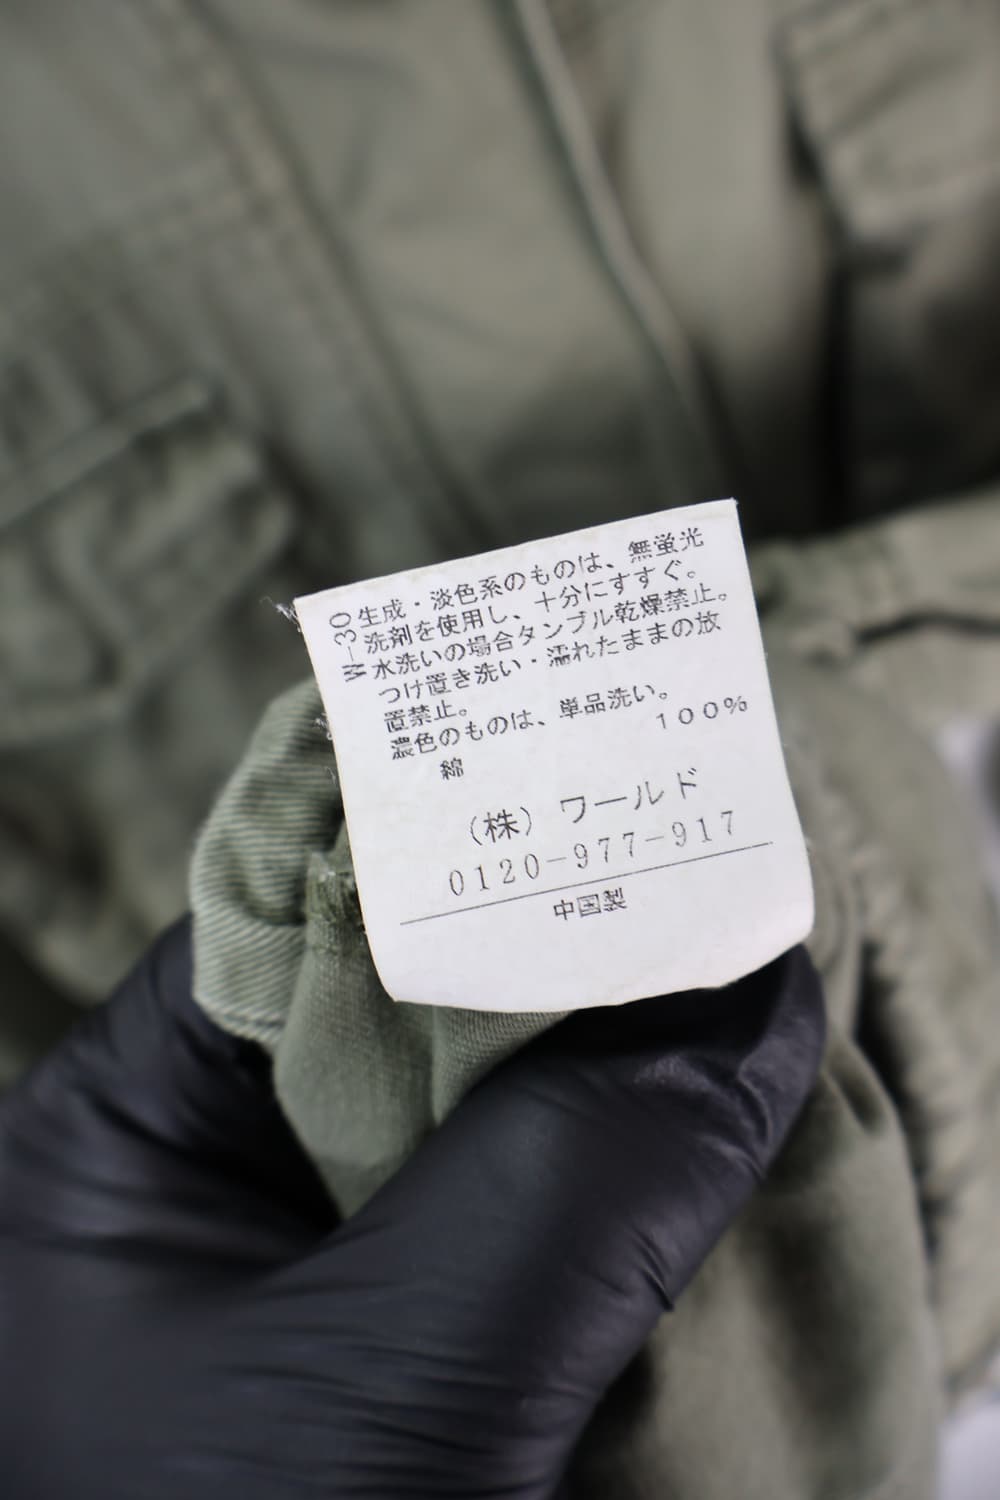 W-30
生成・淡色系のものは、無蛍光
洗剤を使用し、十分にすすぐ。
水洗いの場合タンブル乾燥禁止。
つけ置き洗い・濡れたままの放
置禁止。
濃色のものは、単品洗い。
綿 100%
(株) ワールド
0120-977-917
中国製